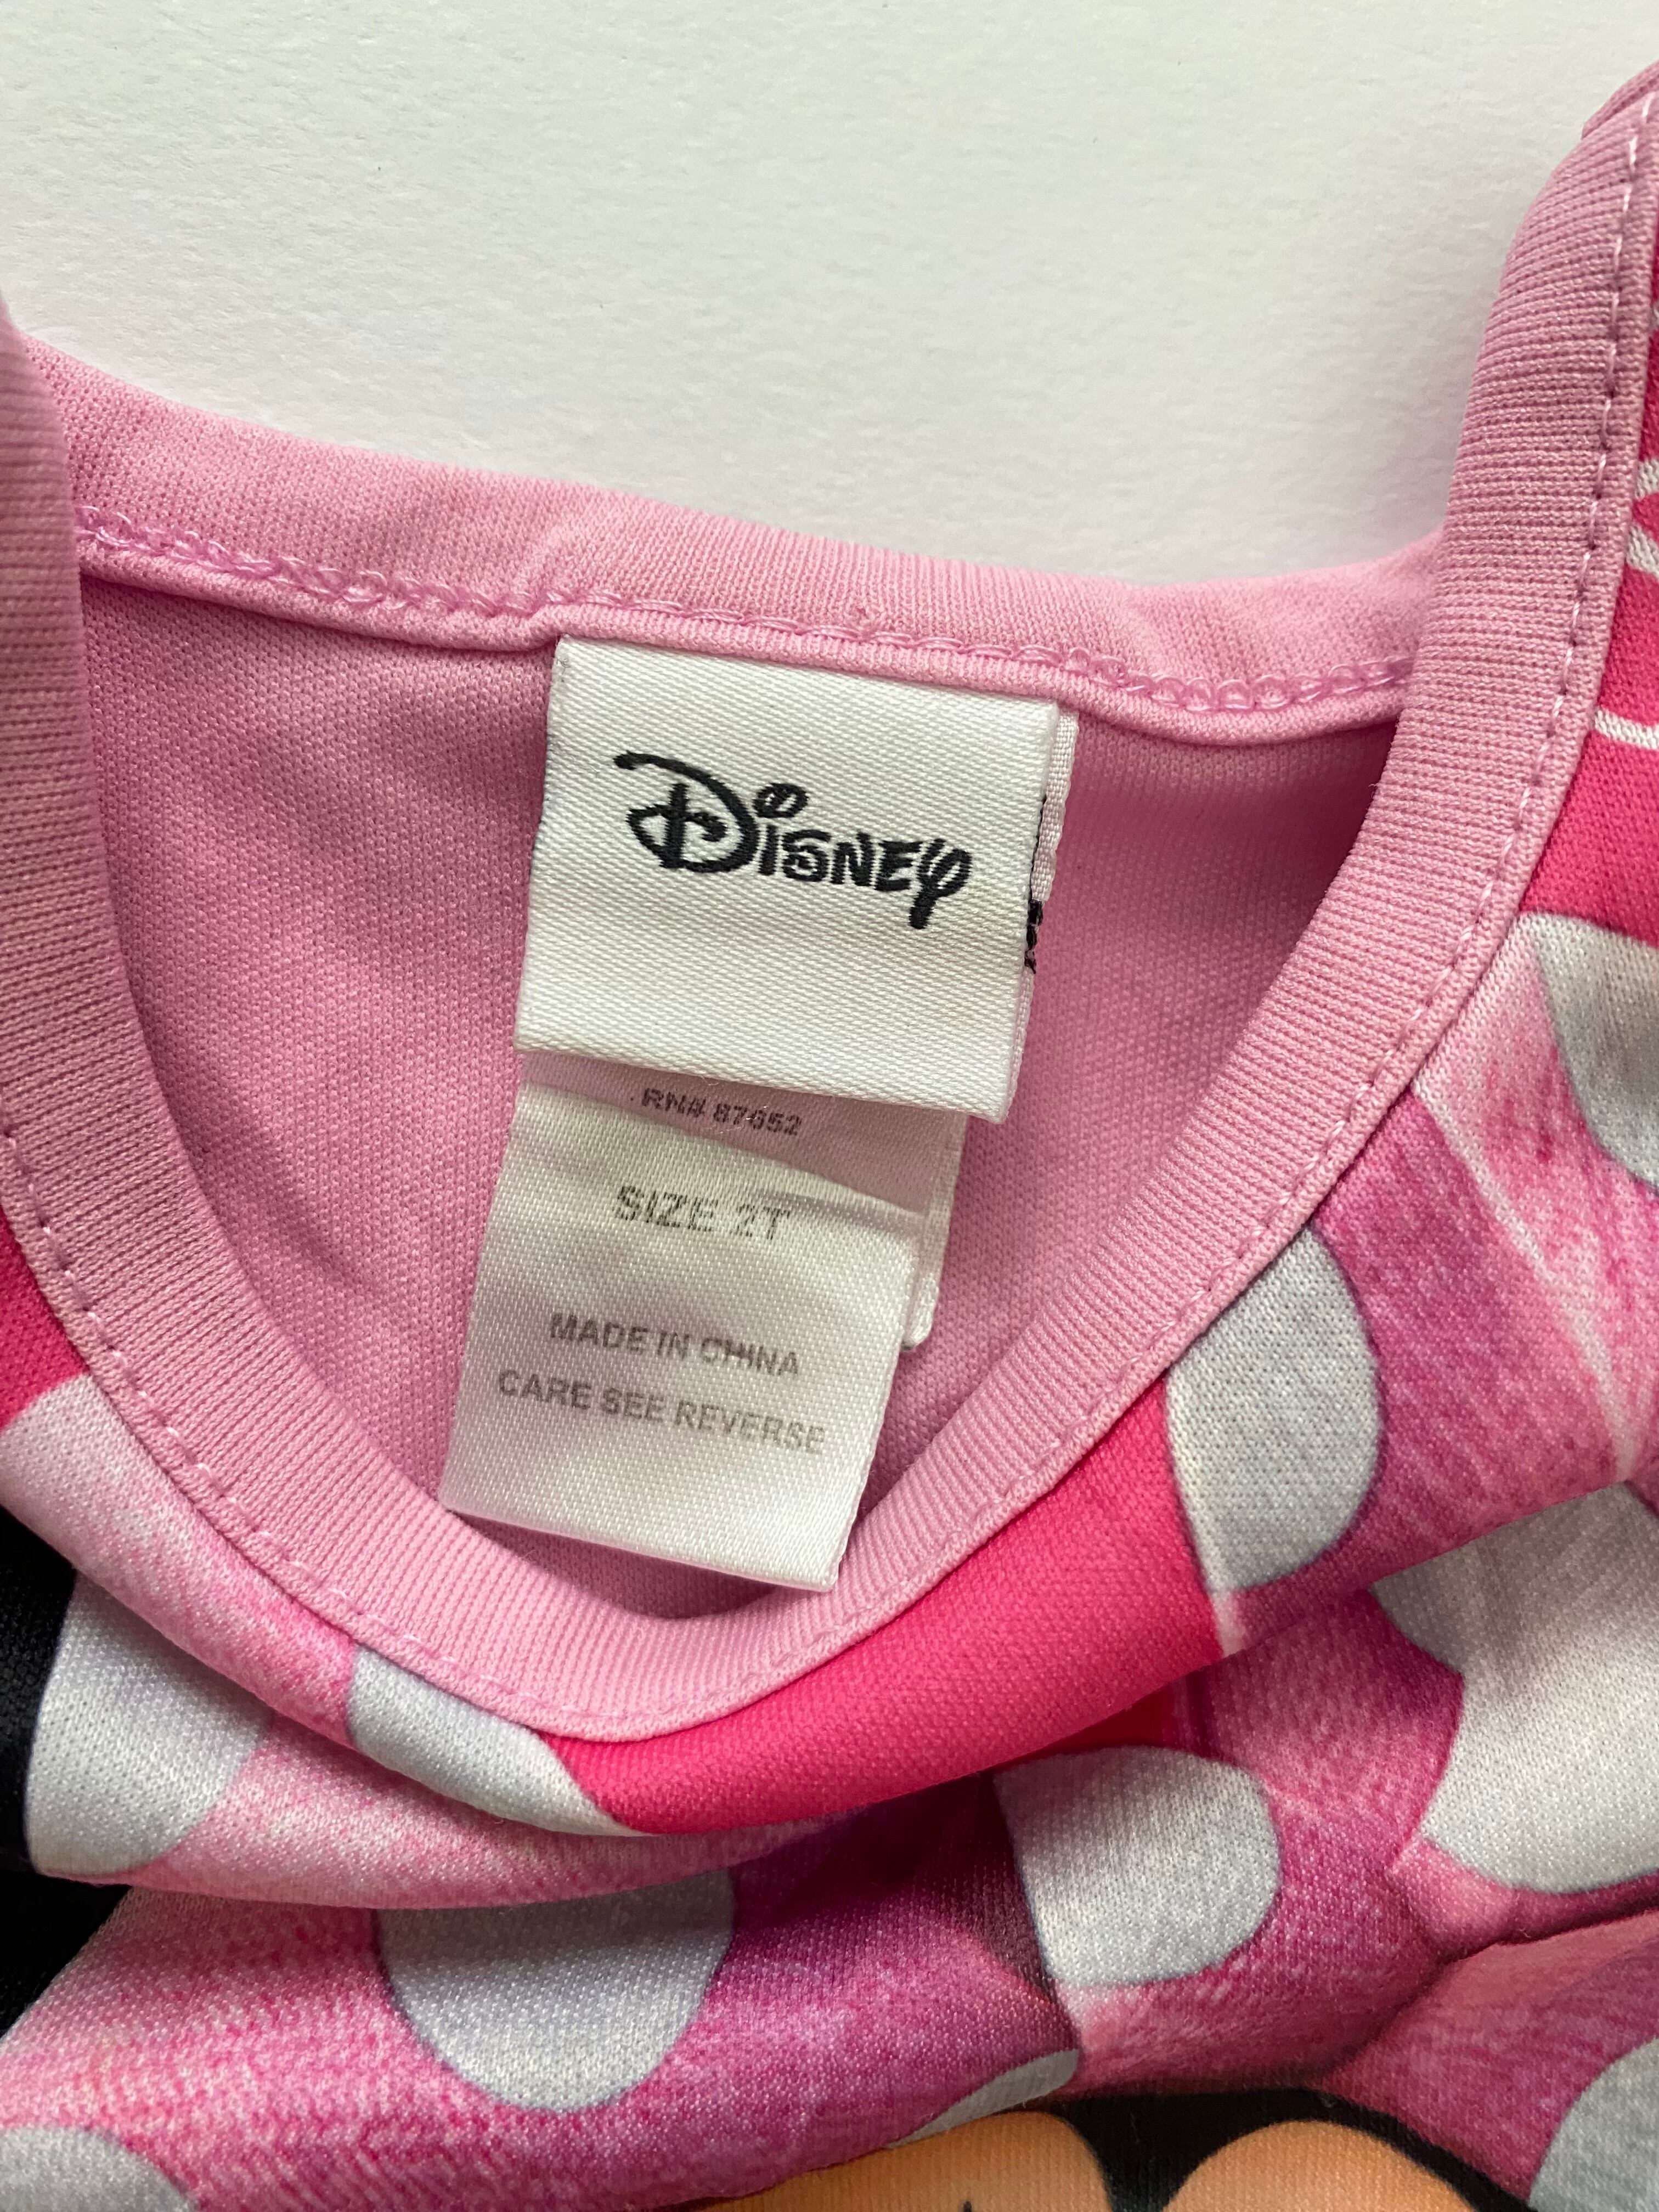 Disney
RN# 87652
SIZE 2T
MADE IN CHINA
CARE SEE REVERSE